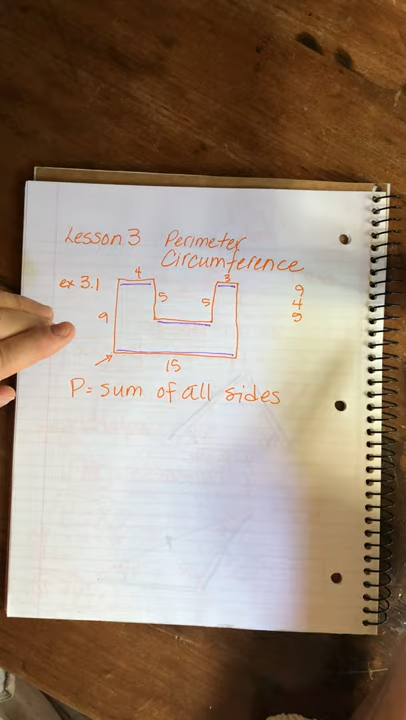 Lesson 3 Perimeter
Circumference
ex 3.1
4
3
5
5
9
15
9
4
5
P = sum of all sides